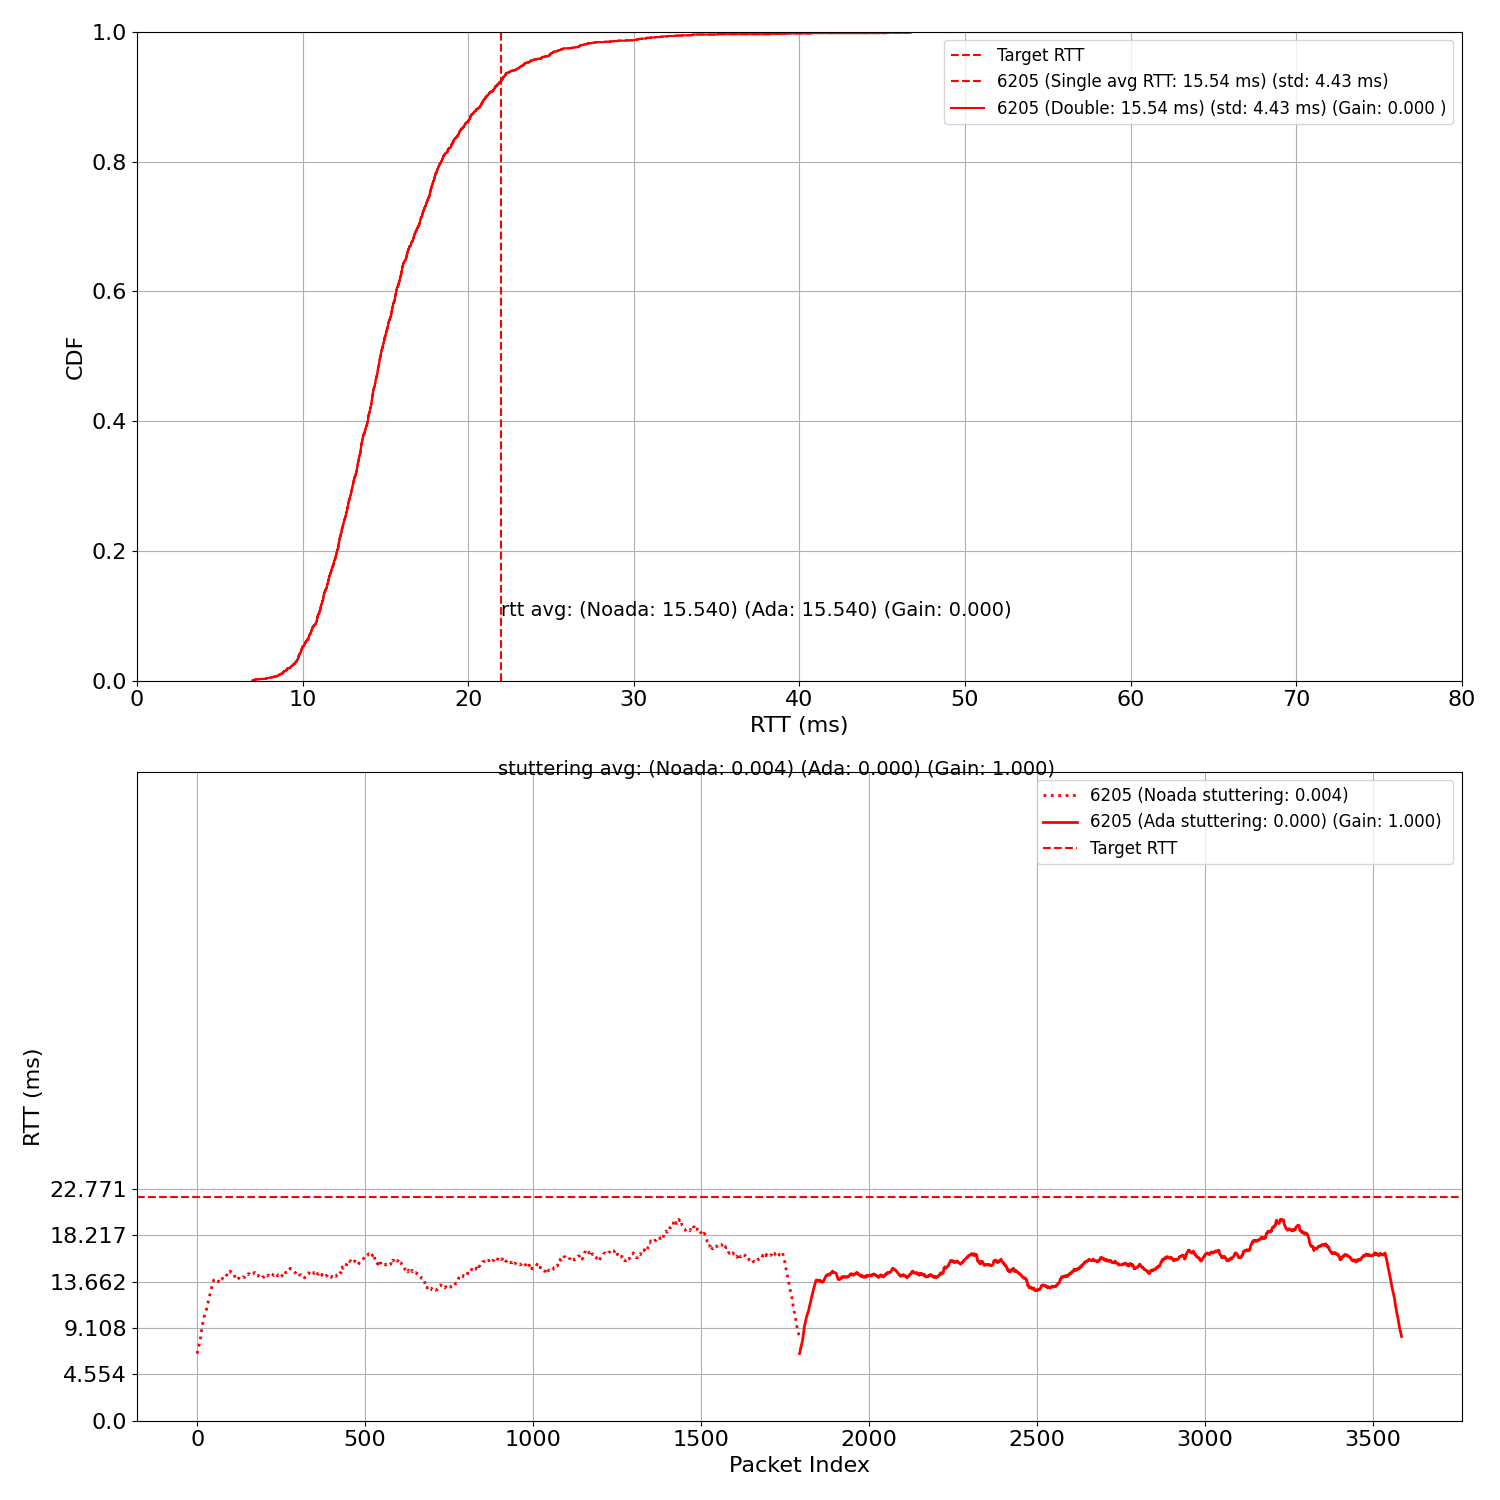 1.0
0.8
0.6
0.4
0.2
0.0
CDF
Target RTT
6205 (Single avg RTT: 15.54 ms) (std: 4.43 ms)
6205 (Double: 15.54 ms) (std: 4.43 ms) (Gain: 0.000 )
rtt avg: (Noada: 15.540) (Ada: 15.540) (Gain: 0.000)
0 10 20 30 40 50 60 70 80
RTT (ms)
stuttering avg: (Noada: 0.004) (Ada: 0.000) (Gain: 1.000)
6205 (Noada stuttering: 0.004)
6205 (Ada stuttering: 0.000) (Gain: 1.000)
Target RTT
RTT (ms)
22.771
18.217
13.662
9.108
4.554
0.0
0 500 1000 1500 2000 2500 3000 3500
Packet Index